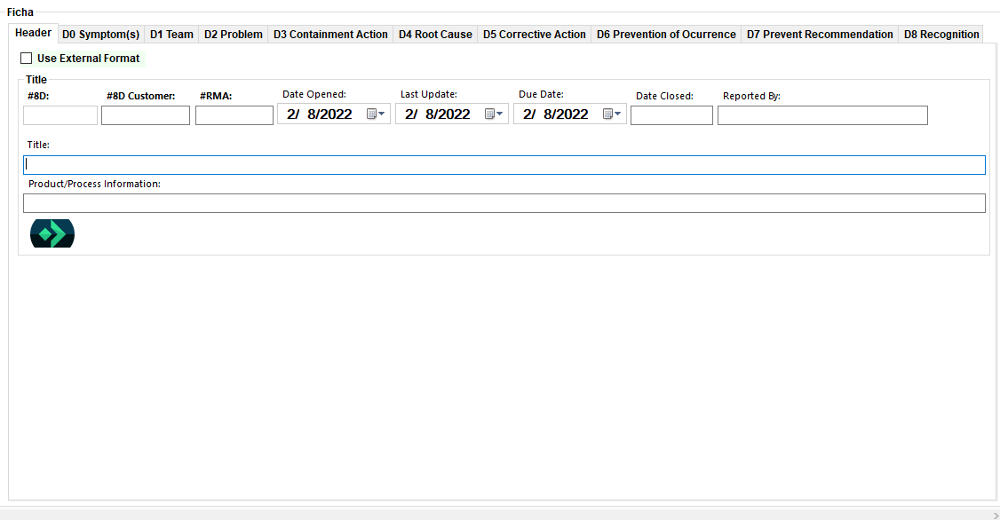 Ficha
Header D0 Symptom(s) D1 Team D2 Problem D3 Containment Action D4 Root Cause D5 Corrective Action D6 Prevention of Ocurrence D7 Prevent Recommendation D8 Recognition
Use External Format
Title
#8D: #8D Customer: #RMA: Date Opened: Last Update: Due Date: Date Closed: Reported By:
2/ 8/2022 2/ 8/2022 2/ 8/2022
Title:
Product/Process Information: